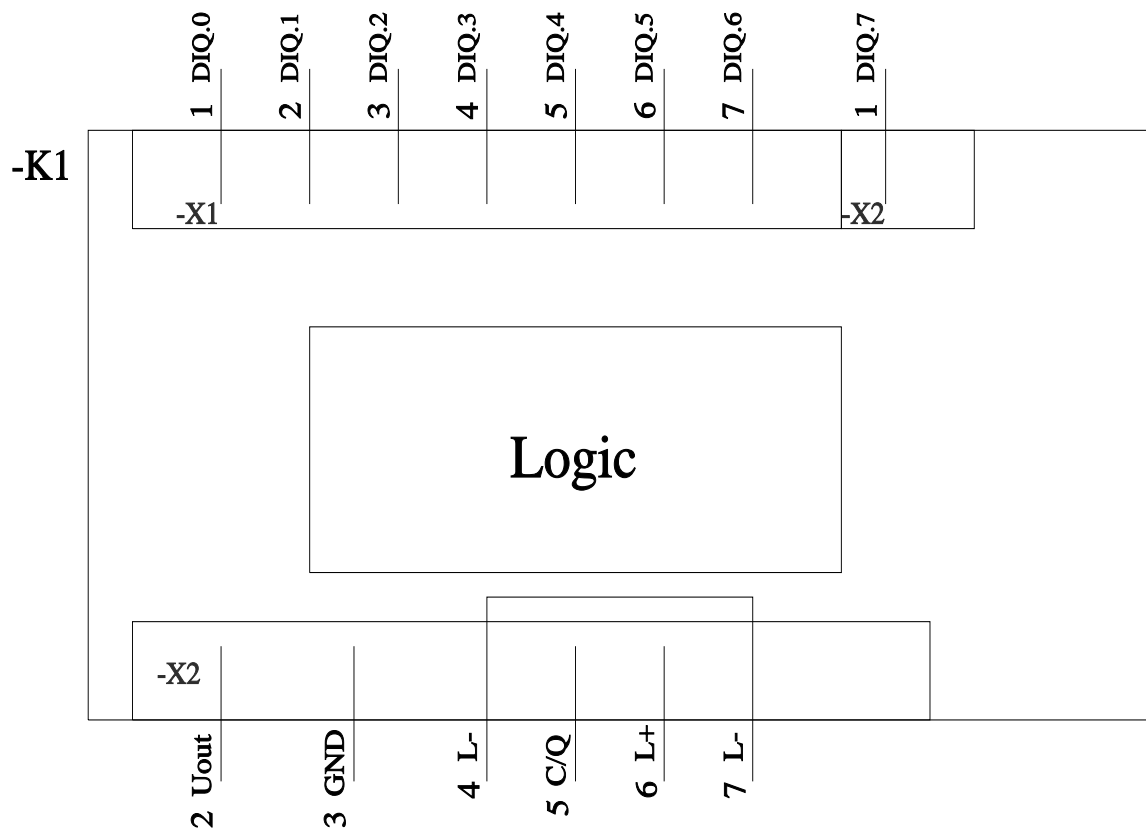 1 DIQ.0
2 DIQ.1
3 DIQ.2
4 DIQ.3
5 DIQ.4
6 DIQ.5
7 DIQ.6
1 DIQ.7
-K1
-X1
-X2
Logic
-X2
2 Uout
3 GND
4 L-
5 C/Q
6 L+
7 L-